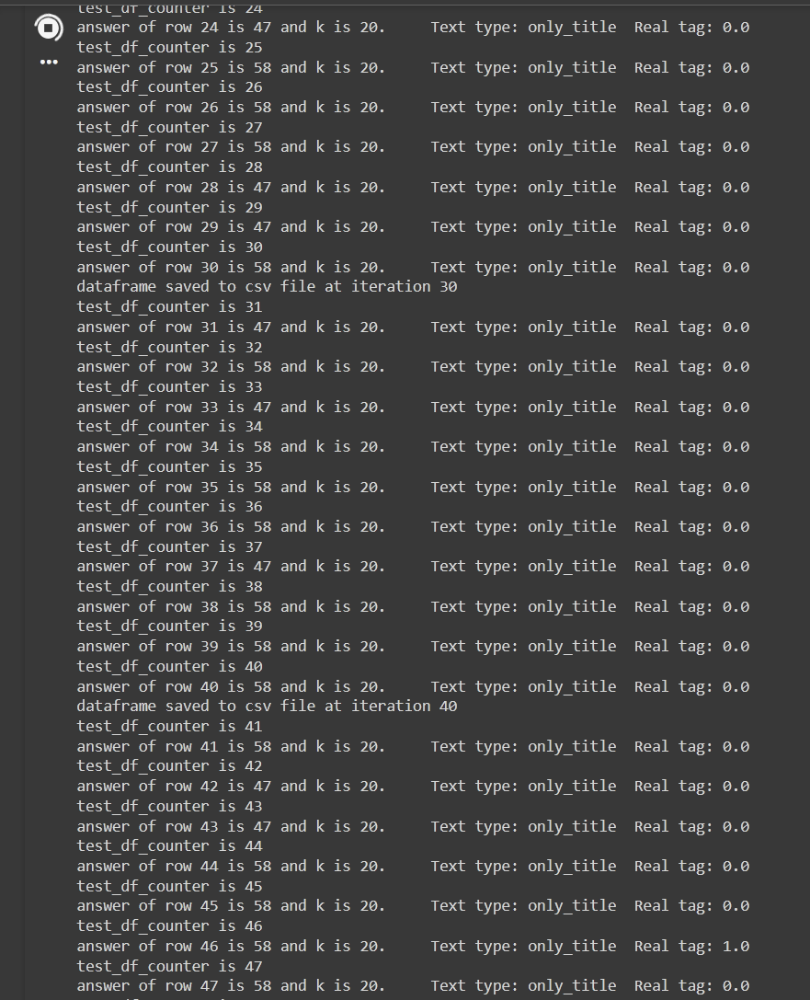 test_df_counter is 24
answer of row 24 is 47 and k is 20. Text type: only_title Real tag: 0.0
test_df_counter is 25
answer of row 25 is 58 and k is 20. Text type: only_title Real tag: 0.0
test_df_counter is 26
answer of row 26 is 58 and k is 20. Text type: only_title Real tag: 0.0
test_df_counter is 27
answer of row 27 is 58 and k is 20. Text type: only_title Real tag: 0.0
test_df_counter is 28
answer of row 28 is 47 and k is 20. Text type: only_title Real tag: 0.0
test_df_counter is 29
answer of row 29 is 47 and k is 20. Text type: only_title Real tag: 0.0
test_df_counter is 30
answer of row 30 is 58 and k is 20. Text type: only_title Real tag: 0.0
dataframe saved to csv file at iteration 30
test_df_counter is 31
answer of row 31 is 47 and k is 20. Text type: only_title Real tag: 0.0
test_df_counter is 32
answer of row 32 is 58 and k is 20. Text type: only_title Real tag: 0.0
test_df_counter is 33
answer of row 33 is 47 and k is 20. Text type: only_title Real tag: 0.0
test_df_counter is 34
answer of row 34 is 58 and k is 20. Text type: only_title Real tag: 0.0
test_df_counter is 35
answer of row 35 is 58 and k is 20. Text type: only_title Real tag: 0.0
test_df_counter is 36
answer of row 36 is 58 and k is 20. Text type: only_title Real tag: 0.0
test_df_counter is 37
answer of row 37 is 47 and k is 20. Text type: only_title Real tag: 0.0
test_df_counter is 38
answer of row 38 is 58 and k is 20. Text type: only_title Real tag: 0.0
test_df_counter is 39
answer of row 39 is 58 and k is 20. Text type: only_title Real tag: 0.0
test_df_counter is 40
answer of row 40 is 58 and k is 20. Text type: only_title Real tag: 0.0
dataframe saved to csv file at iteration 40
test_df_counter is 41
answer of row 41 is 58 and k is 20. Text type: only_title Real tag: 0.0
test_df_counter is 42
answer of row 42 is 47 and k is 20. Text type: only_title Real tag: 0.0
test_df_counter is 43
answer of row 43 is 47 and k is 20. Text type: only_title Real tag: 0.0
test_df_counter is 44
answer of row 44 is 58 and k is 20. Text type: only_title Real tag: 0.0
test_df_counter is 45
answer of row 45 is 58 and k is 20. Text type: only_title Real tag: 0.0
test_df_counter is 46
answer of row 46 is 58 and k is 20. Text type: only_title Real tag: 1.0
test_df_counter is 47
answer of row 47 is 58 and k is 20. Text type: only_title Real tag: 0.0